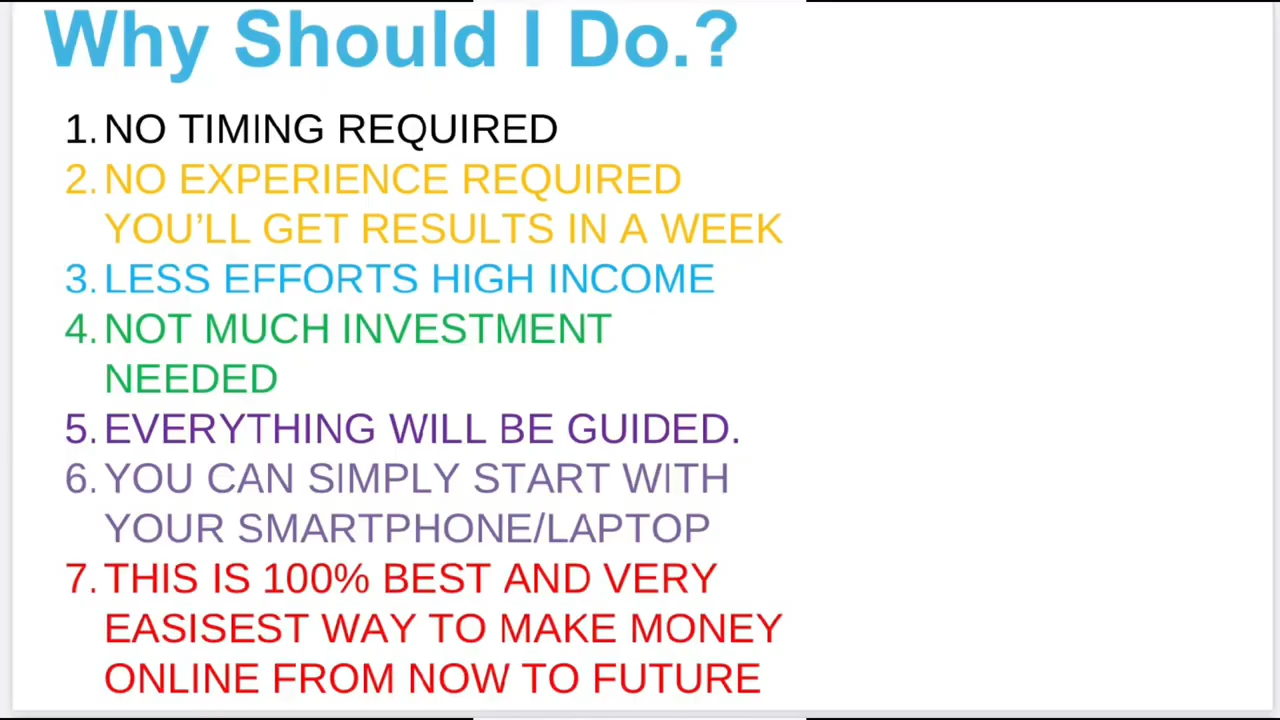 Why Should I Do.?
1. NO TIMING REQUIRED
2. NO EXPERIENCE REQUIRED
YOU’LL GET RESULTS IN A WEEK
3. LESS EFFORTS HIGH INCOME
4. NOT MUCH INVESTMENT
NEEDED
5. EVERYTHING WILL BE GUIDED.
6. YOU CAN SIMPLY START WITH
YOUR SMARTPHONE/LAPTOP
7. THIS IS 100% BEST AND VERY
EASISEST WAY TO MAKE MONEY
ONLINE FROM NOW TO FUTURE